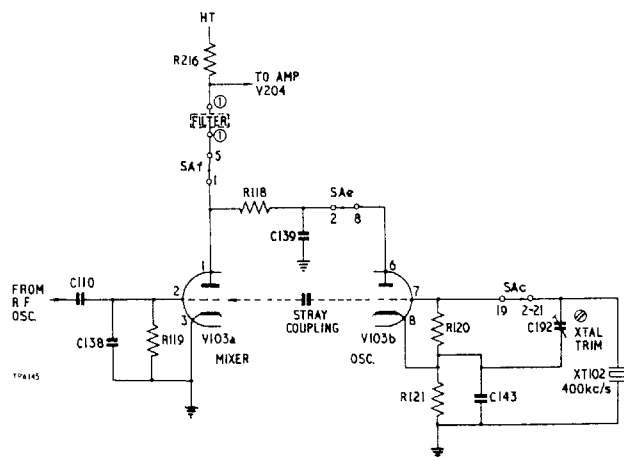 HT
R216
TO AMP
V204
1
FILTER
1
5
SAf
1
R118
SAe
2 8
C139
1
6
FROM
R F
OSC.
C110
2
3
C138
R119
V103a
MIXER
STRAY
COUPLING
V103b
OSC.
7
8
SAc
19 2-21
R120
C192
XTAL
TRIM
R121
C143
XT102
400kc/s